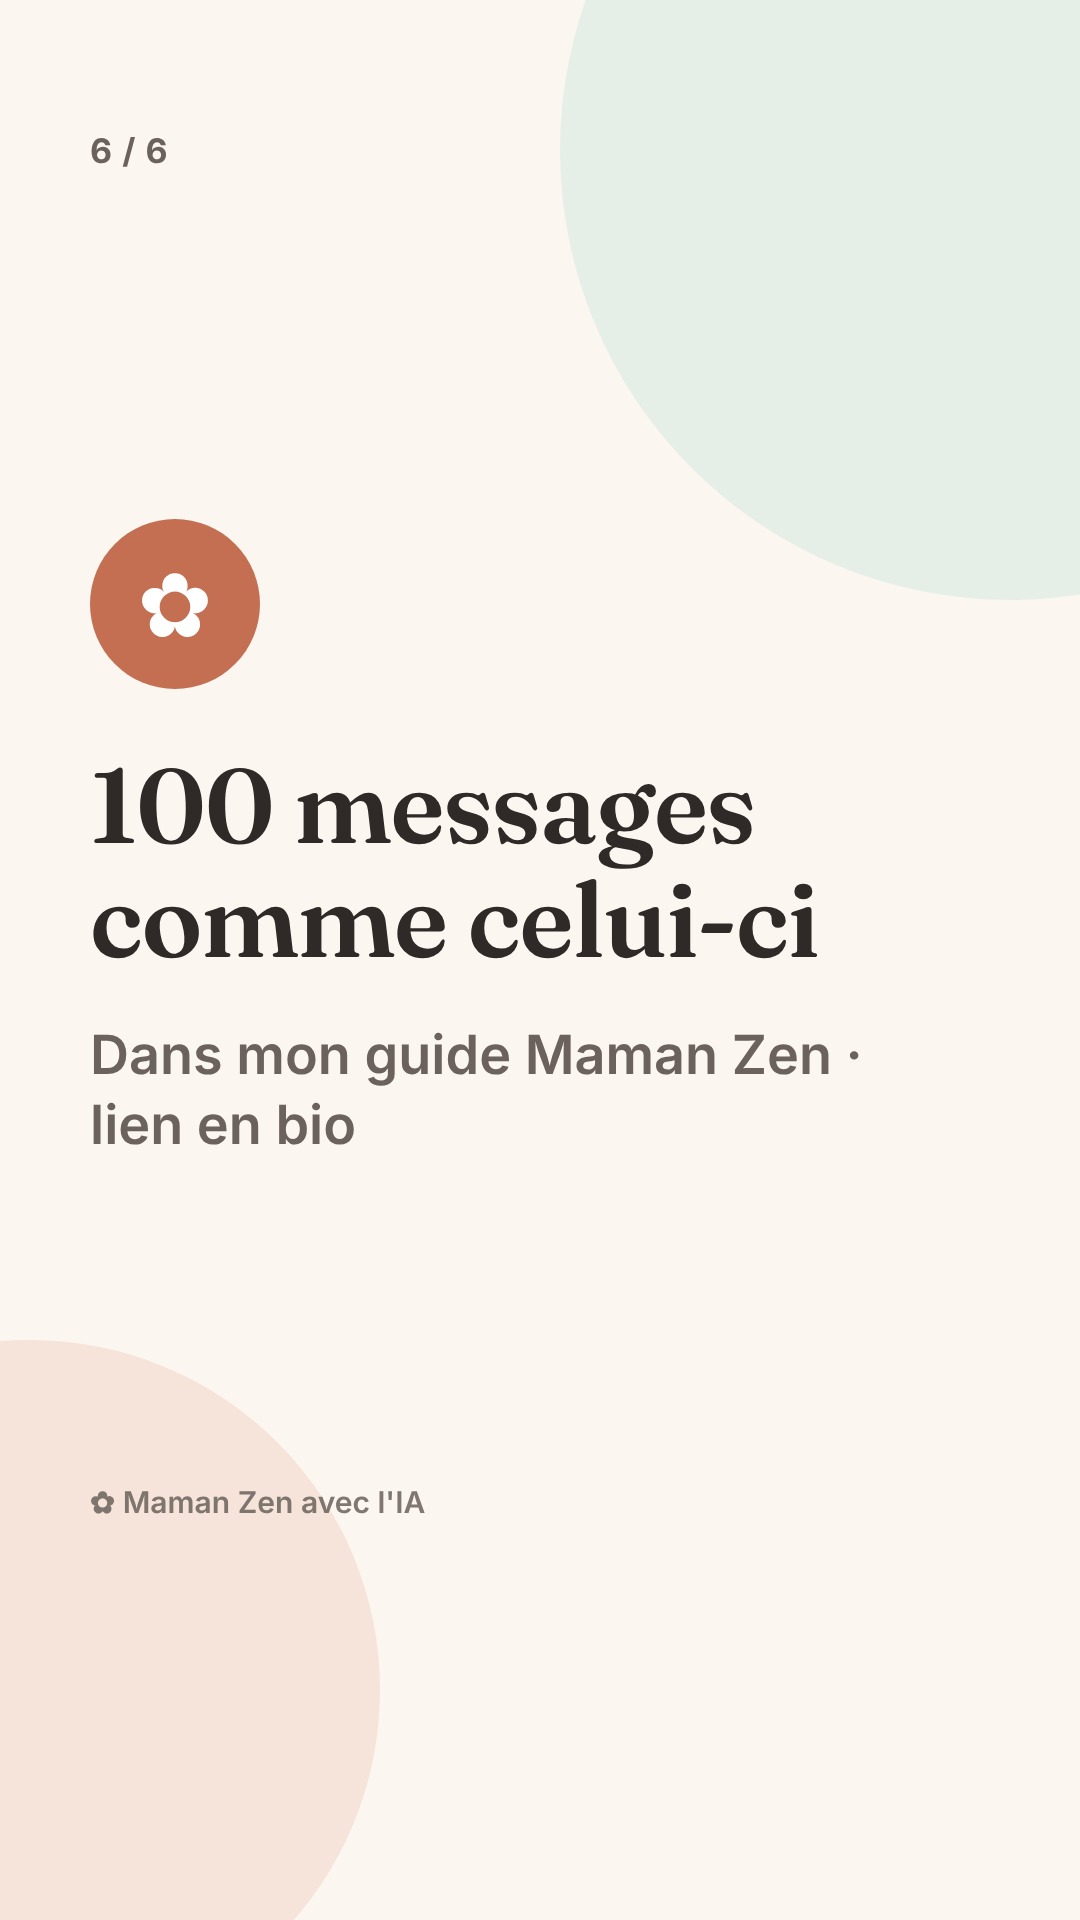 6 / 6
✿
100 messages
comme celui-ci
Dans mon guide Maman Zen ·
lien en bio
✿ Maman Zen avec l'IA